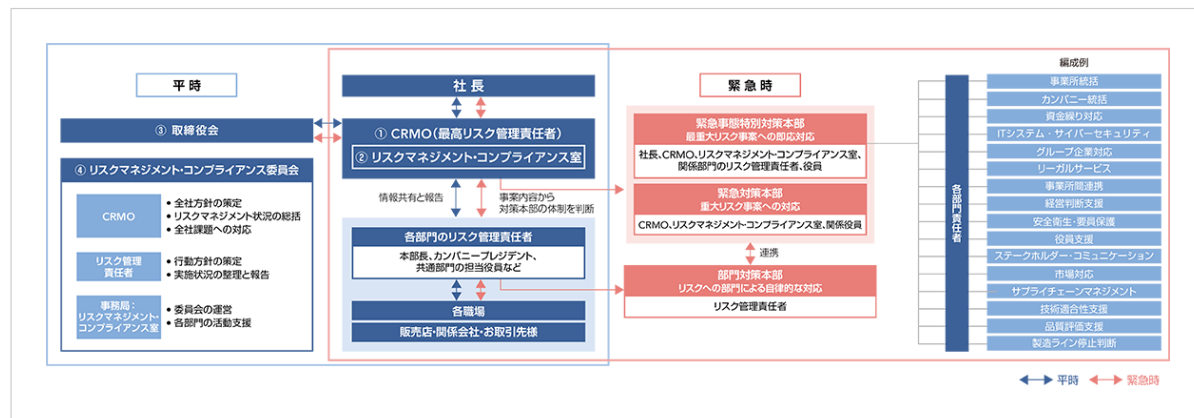 平時
社長
緊急時
③ 取締役会
① CRMO（最高リスク管理責任者）
② リスクマネジメント・コンプライアンス室
④ リスクマネジメント・コンプライアンス委員会
CRMO
• 全社方針の策定
• リスクマネジメント状況の総括
• 全社課題への対応
リスク管理
責任者
• 行動方針の策定
• 実施状況の整理と報告
事務局：
リスクマネジメント・
コンプライアンス室
• 委員会の運営
• 各部門の活動支援
情報共有と報告
事案内容から
対策本部の体制を判断
各部門のリスク管理責任者
本部長、カンパニープレジデント、
共通部門の担当役員など
各職場
販売店・関係会社・お取引先様
緊急事態特別対策本部
最重大リスク事案への即応対応
社長、CRMO、リスクマネジメント・コンプライアンス室、
関係部門のリスク管理責任者、役員
緊急対策本部
重大リスク事案への対応
CRMO、リスクマネジメント・コンプライアンス室、関係役員
連携
部門対策本部
リスクへの部門による自律的な対応
リスク管理責任者
各部門責任者
編成例
事業所統括
カンパニー統括
資金繰り対応
ITシステム・サイバーセキュリティ
グループ企業対応
リーガルサービス
事業所間連携
経営判断支援
安全衛生・要員保護
役員支援
ステークホルダー・コミュニケーション
市場対応
サプライチェーンマネジメント
技術適合性支援
品質評価支援
製造ライン停止判断
平時
緊急時